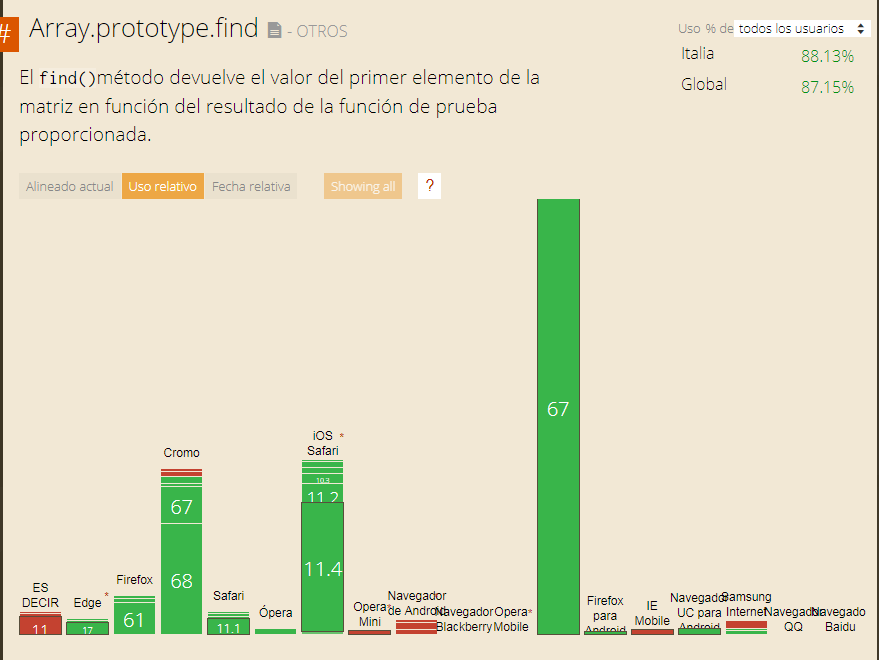 #
Array.prototype.find - OTROS
Uso % de todos los usuarios
Italia 88.13%
Global 87.15%
El find()método devuelve el valor del primer elemento de la
matriz en función del resultado de la función de prueba
proporcionada.
Alineado actual Uso relativo Fecha relativa Showing all ?
ES
DECIR
11
Edge *
17
Firefox
61
Cromo
67
68
Safari
11.1
Ópera
iOS *
Safari
10.3
11.2
11.4
Opera *
Mini
Navegador
de Android
Navegador
Blackberry
Opera *
Mobile
67
Firefox
para
Android
IE
Mobile
Navegador
UC para
Android
Samsung
Internet
Navegador
QQ
Navegado
Baidu